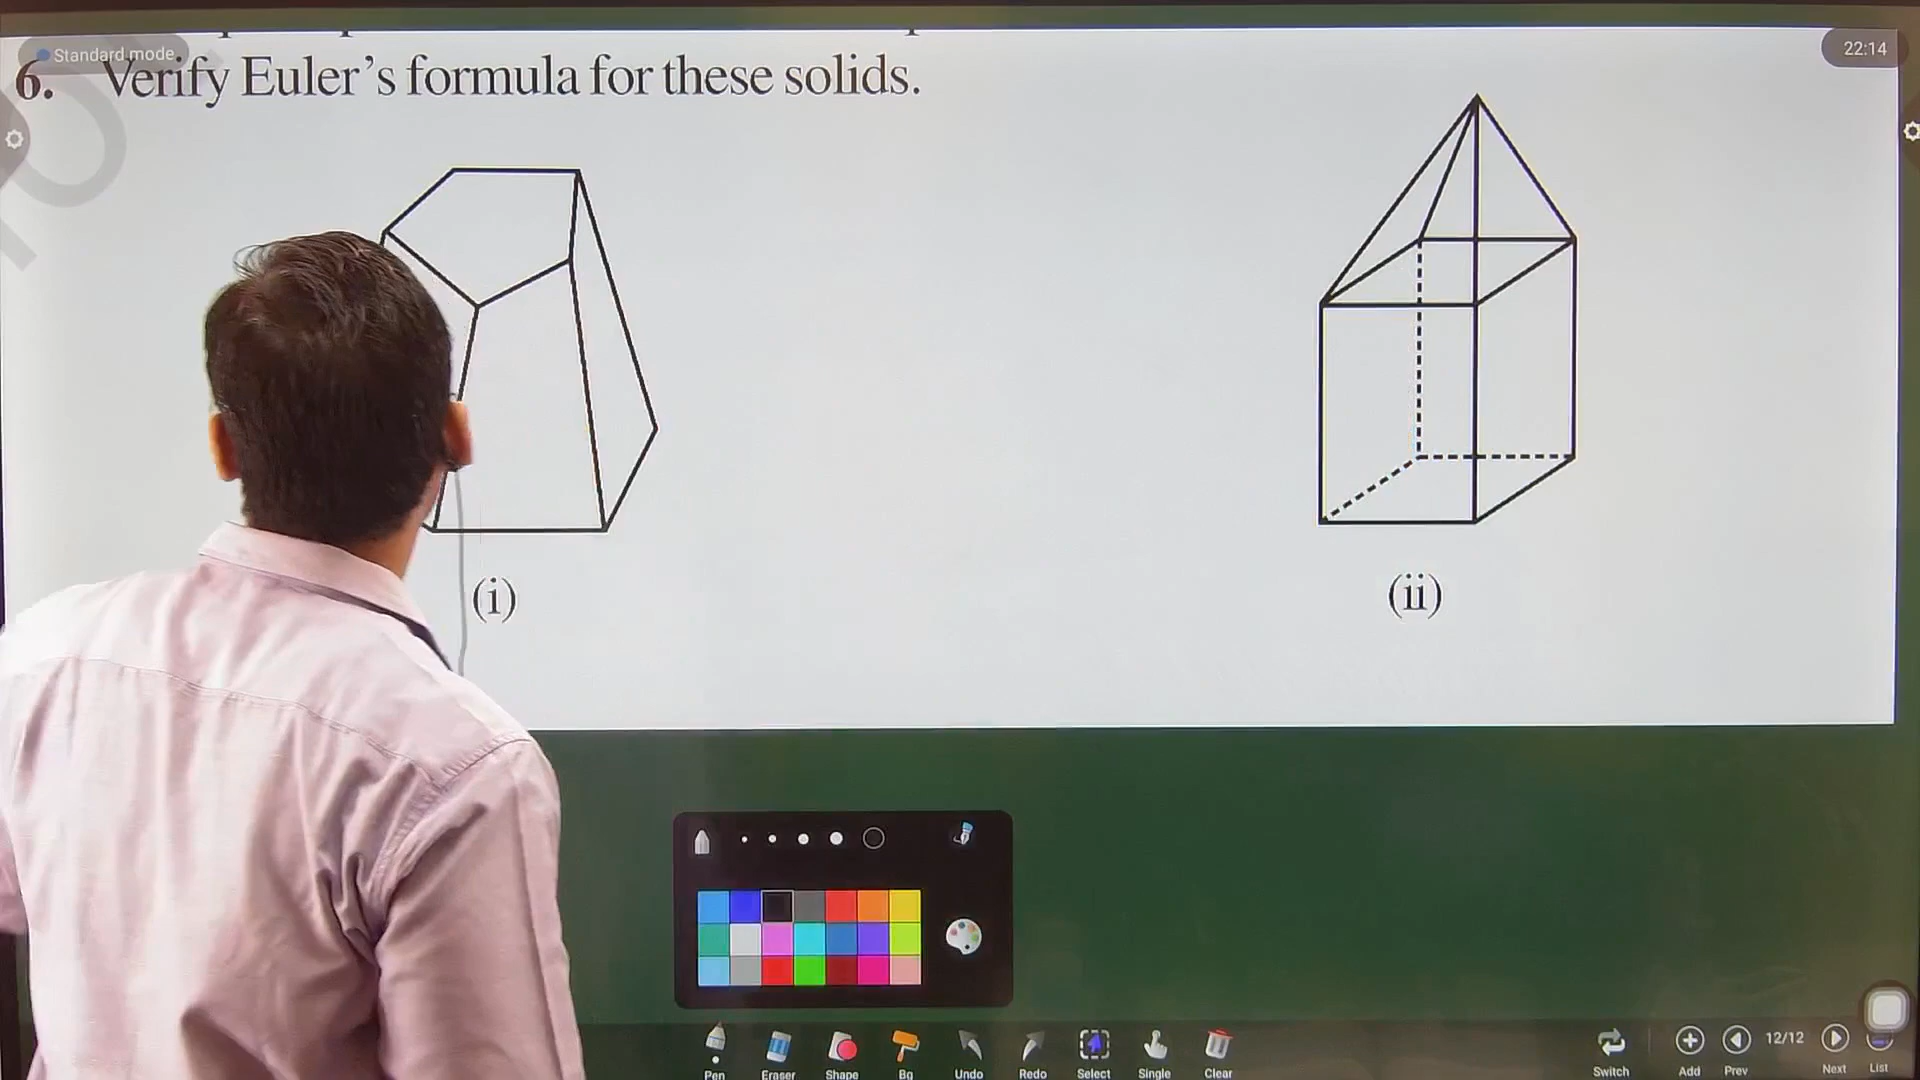 Standard mode
22:14
6. Verify Euler’s formula for these solids.
(i)
(ii)
12/12
Pen Eraser Shape Bg Undo Redo Select Single Clear Switch Add Prev Next List